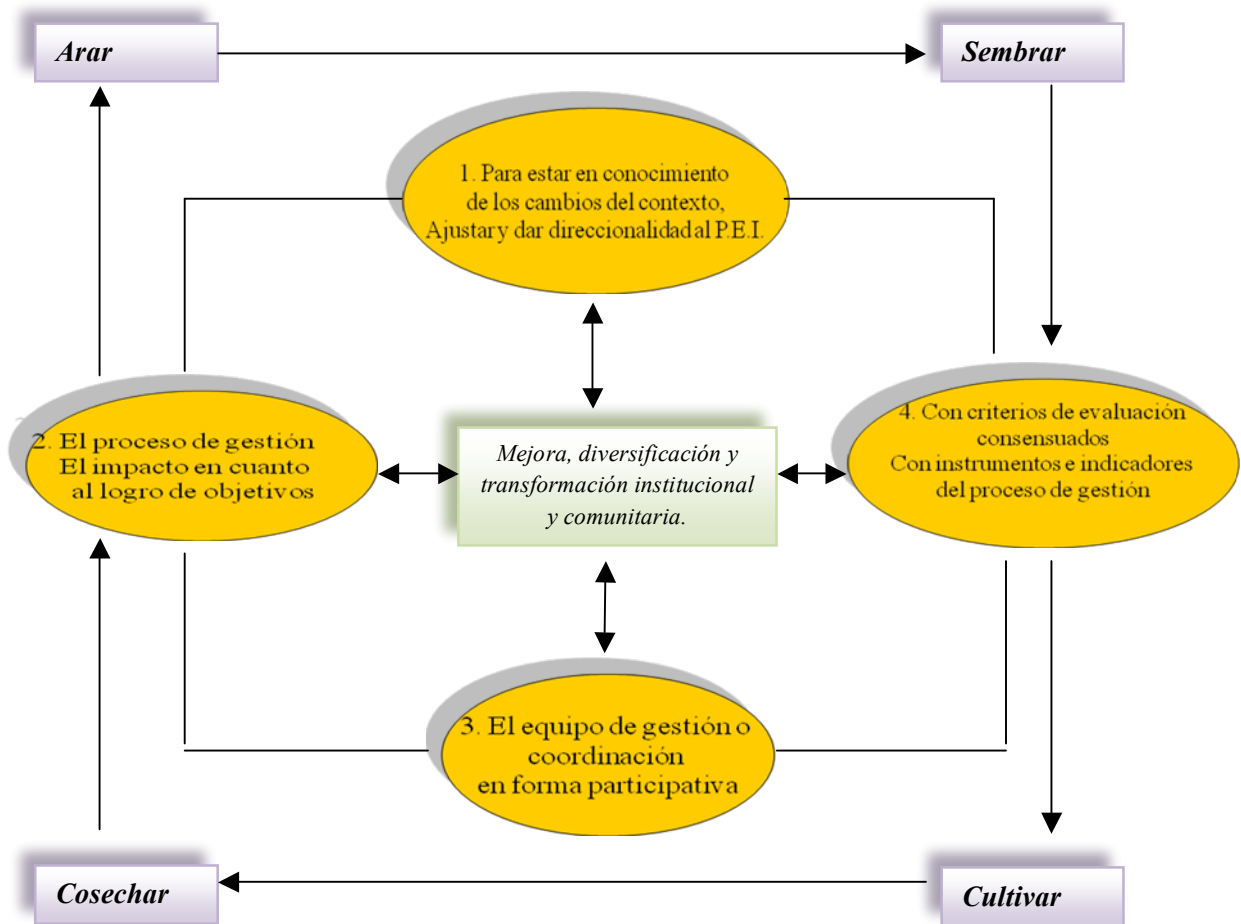 Arar
Sembrar
1. Para estar en conocimiento
de los cambios del contexto,
Ajustar y dar direccionalidad al P.E.I.
2. El proceso de gestión
El impacto en cuanto
al logro de objetivos
Mejora, diversificación y
transformación institucional
y comunitaria.
4. Con criterios de evaluación
consensuados
Con instrumentos e indicadores
del proceso de gestión
3. El equipo de gestión o
coordinación
en forma participativa
Cosechar
Cultivar